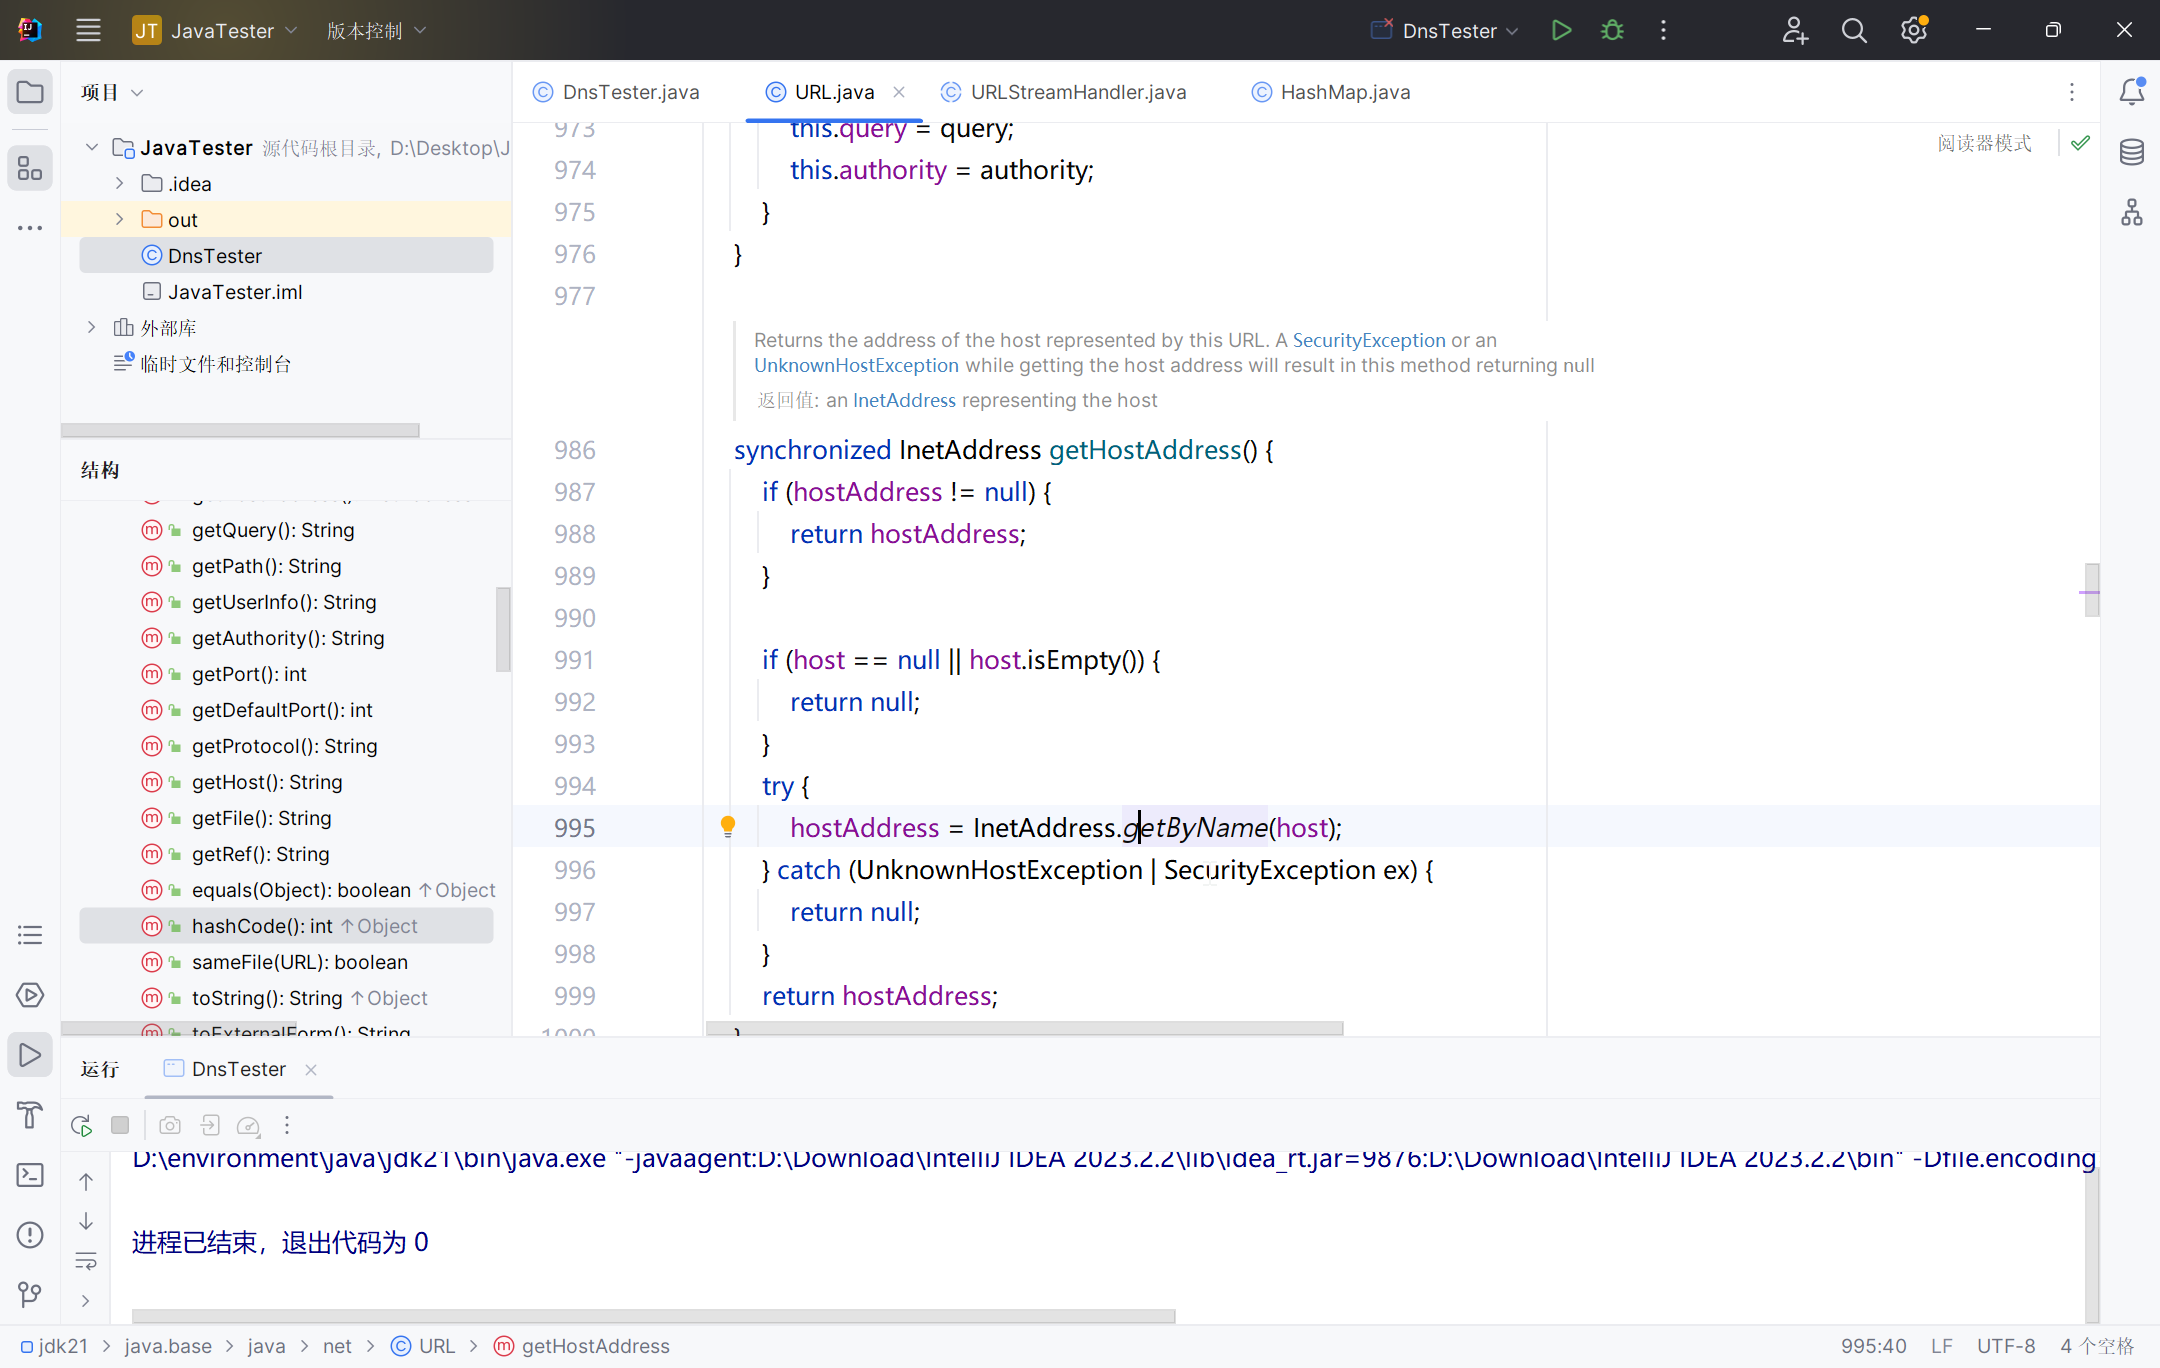 JT JavaTester 版本控制 DnsTester
项目
JavaTester 源代码根目录, D:\Desktop\J
.idea
out
DnsTester
JavaTester.iml
外部库
临时文件和控制台
结构
getQuery(): String
getPath(): String
getUserInfo(): String
getAuthority(): String
getPort(): int
getDefaultPort(): int
getProtocol(): String
getHost(): String
getFile(): String
getRef(): String
equals(Object): boolean ↑Object
hashCode(): int ↑Object
sameFile(URL): boolean
toString(): String ↑Object
toExternalForm(): String
DnsTester.java URL.java URLStreamHandler.java HashMap.java
阅读器模式
973 this.query = query;
974 this.authority = authority;
975 }
976 }
977
Returns the address of the host represented by this URL. A SecurityException or an
UnknownHostException while getting the host address will result in this method returning null
返回值: an InetAddress representing the host
986 synchronized InetAddress getHostAddress() {
987 if (hostAddress != null) {
988 return hostAddress;
989 }
990
991 if (host == null || host.isEmpty()) {
992 return null;
993 }
994 try {
995 hostAddress = InetAddress.getByName(host);
996 } catch (UnknownHostException | SecurityException ex) {
997 return null;
998 }
999 return hostAddress;
1000 }
运行 DnsTester
D:\environment\java\jdk21\bin\java.exe "-javaagent:D:\Download\IntelliJ IDEA 2023.2.2\lib\idea_rt.jar=9876:D:\Download\IntelliJ IDEA 2023.2.2\bin" -Dfile.encoding
进程已结束，退出代码为 0
jdk21 > java.base > java > net > URL > getHostAddress 995:40 LF UTF-8 4 个空格